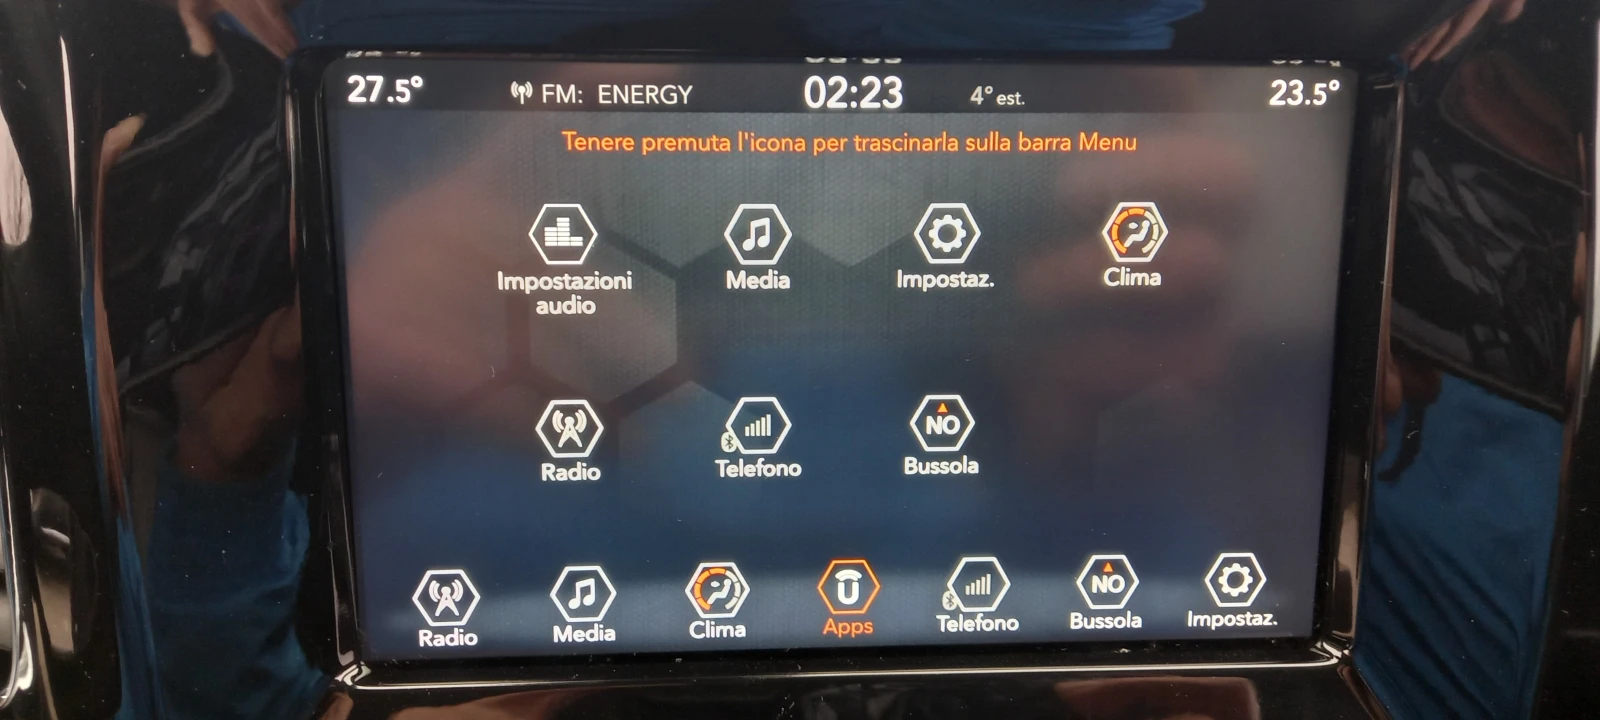 27.5° FM: ENERGY 02:23 4° est. 23.5°
Tenere premuta l'icona per trascinarla sulla barra Menu
Impostazioni
audio
Media
Impostaz.
Clima
Radio
Telefono
NO
Bussola
Radio
Media
Clima
Apps
Telefono
NO
Bussola
Impostaz.